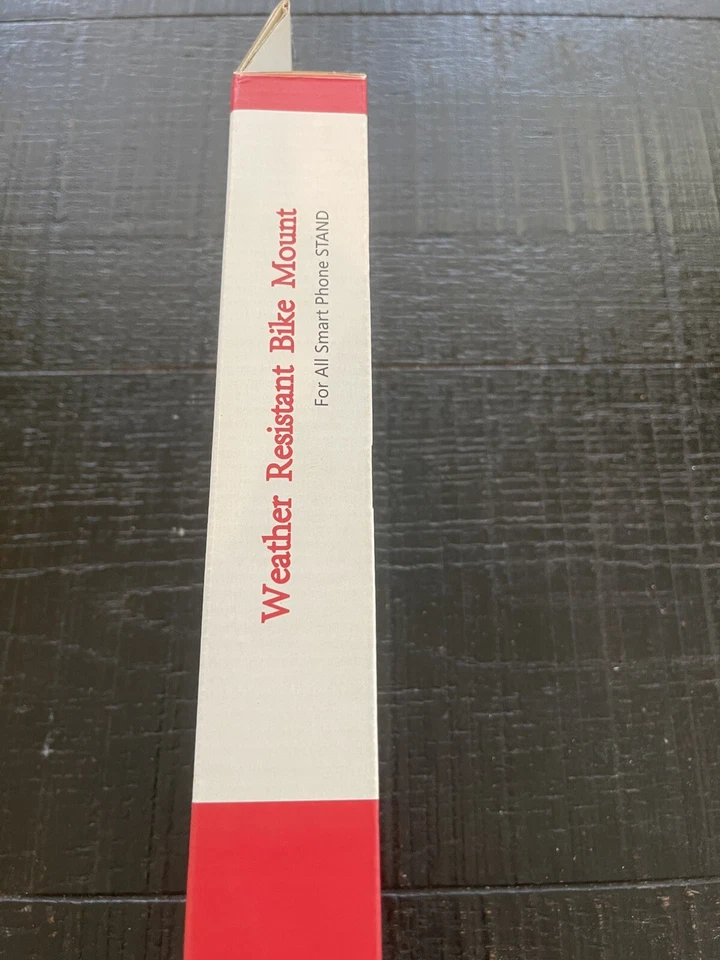 Weather Resistant Bike Mount
For All Smart Phone STAND